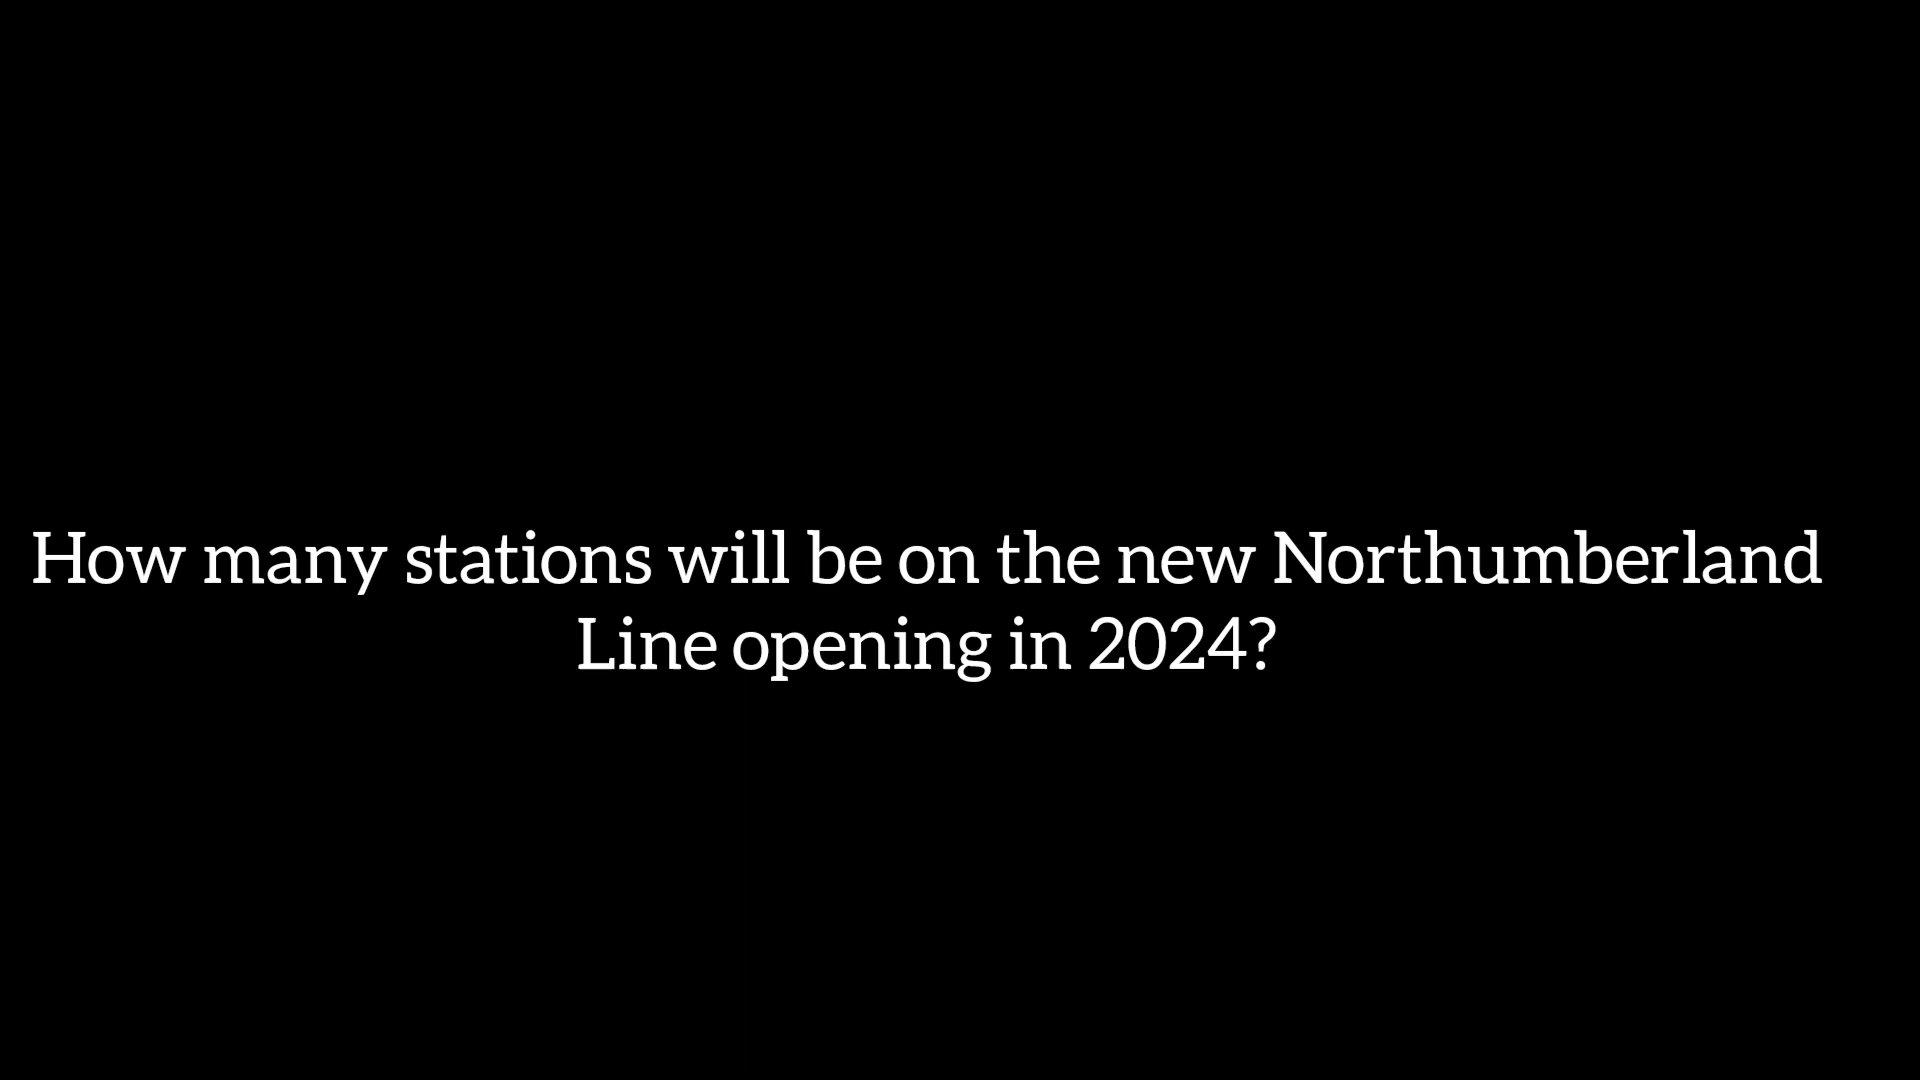 How many stations will be on the new Northumberland
Line opening in 2024?